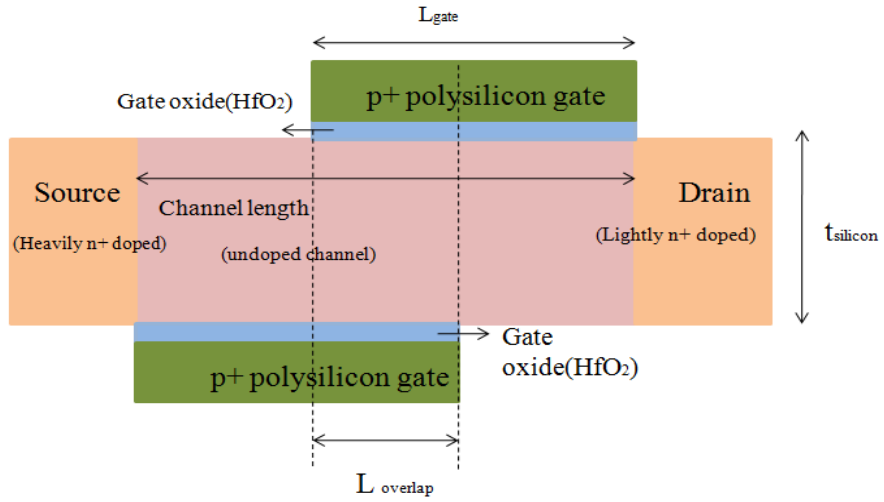 Lgate
p+ polysilicon gate
Gate oxide(HfO2)
Source
(Heavily n+ doped)
Channel length
(undoped channel)
Drain
(Lightly n+ doped)
tsilicon
Gate
oxide(HfO2)
p+ polysilicon gate
L overlap